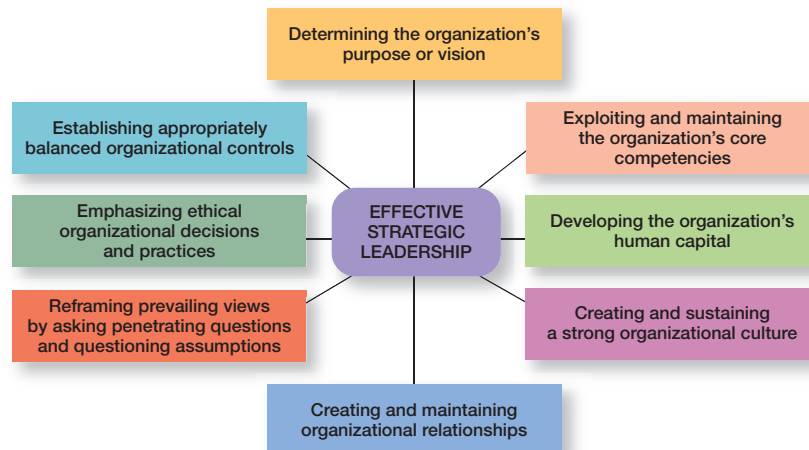 Determining the organization's
purpose or vision
Establishing appropriately
balanced organizational controls
Exploiting and maintaining
the organization's core
competencies
Emphasizing ethical
organizational decisions
and practices
EFFECTIVE
STRATEGIC
LEADERSHIP
Developing the organization's
human capital
Reframing prevailing views
by asking penetrating questions
and questioning assumptions
Creating and sustaining
a strong organizational culture
Creating and maintaining
organizational relationships